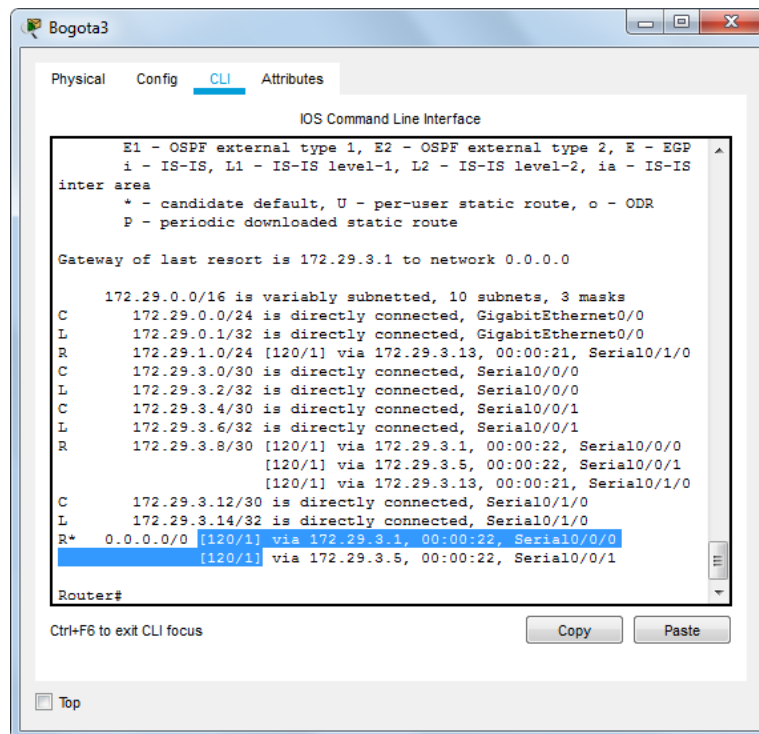 Bogota3
Physical Config CLI Attributes
IOS Command Line Interface
E1 - OSPF external type 1, E2 - OSPF external type 2, E - EGP
i - IS-IS, L1 - IS-IS level-1, L2 - IS-IS level-2, ia - IS-IS
inter area
* - candidate default, U - per-user static route, o - ODR
P - periodic downloaded static route
Gateway of last resort is 172.29.3.1 to network 0.0.0.0
172.29.0.0/16 is variably subnetted, 10 subnets, 3 masks
C 172.29.0.0/24 is directly connected, GigabitEthernet0/0
L 172.29.0.1/32 is directly connected, GigabitEthernet0/0
R 172.29.1.0/24 [120/1] via 172.29.3.13, 00:00:21, Serial0/1/0
C 172.29.3.0/30 is directly connected, Serial0/0/0
L 172.29.3.2/32 is directly connected, Serial0/0/0
C 172.29.3.4/30 is directly connected, Serial0/0/1
L 172.29.3.6/32 is directly connected, Serial0/0/1
R 172.29.3.8/30 [120/1] via 172.29.3.1, 00:00:22, Serial0/0/0
[120/1] via 172.29.3.5, 00:00:22, Serial0/0/1
[120/1] via 172.29.3.13, 00:00:21, Serial0/1/0
C 172.29.3.12/30 is directly connected, Serial0/1/0
L 172.29.3.14/32 is directly connected, Serial0/1/0
R* 0.0.0.0/0 [120/1] via 172.29.3.1, 00:00:22, Serial0/0/0
[120/1] via 172.29.3.5, 00:00:22, Serial0/0/1
Router#
Ctrl+F6 to exit CLI focus Copy Paste
Top